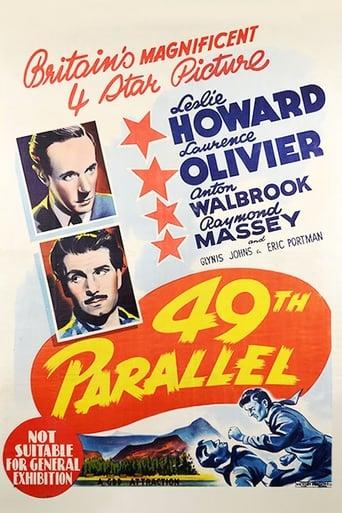 Britain's MAGNIFICENT
4 Star Picture
Leslie
HOWARD
Laurence
OLIVIER
Anton
WALBROOK
Raymond
MASSEY
and
GLYNIS JOHNS & ERIC PORTMAN
49TH
PARALLEL
NOT
SUITABLE
FOR GENERAL
EXHIBITION
A G.B.D. ATTRACTION